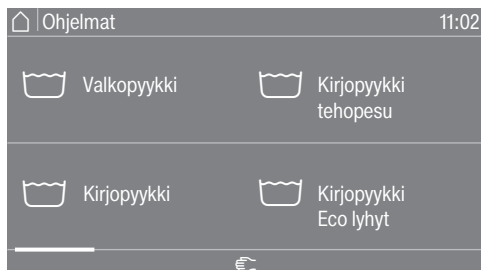 Ohjelmat 11:02
Valkopyykki
Kirjopyykki
tehopesu
Kirjopyykki
Kirjopyykki
Eco lyhyt